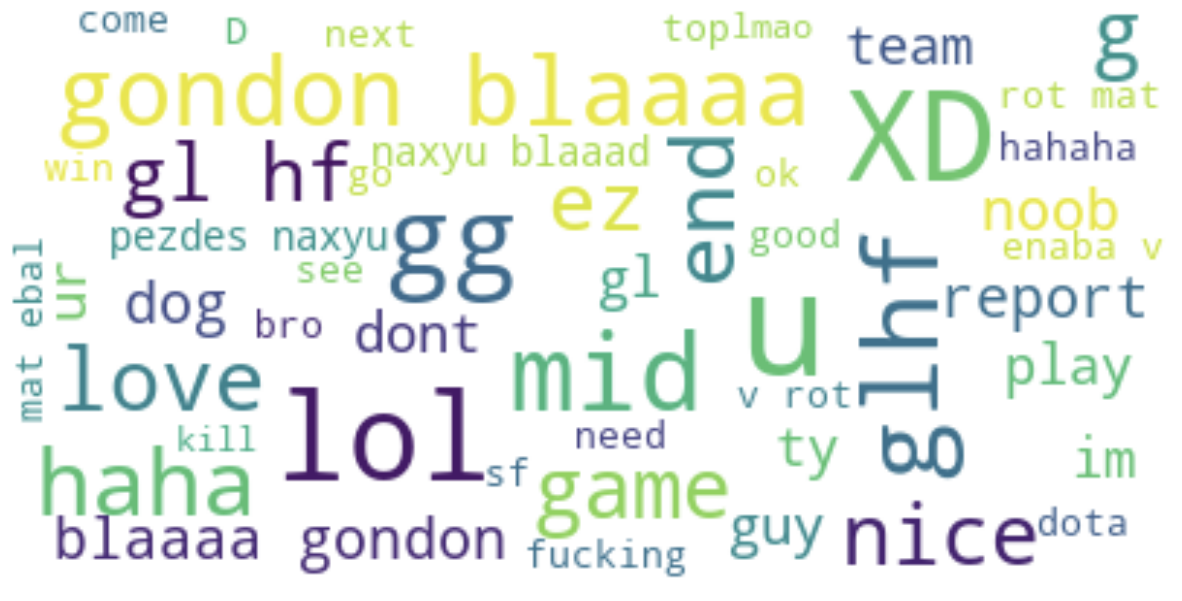 come
D
next
toplmao
team
g
gondon blaaaa
XD
rot mat
hahaha
win
gl hf
go
naxyu blaaad
end
ok
ez
noob
pezdes naxyu
gg
good
enaba v
see
gl
mat ebal
ur
dog
bro
dont
u
glhf
report
love
mid
v rot
play
lol
kill
need
ty
im
haha
sf
game
blaaaa gondon
fucking
guy
nice
dota